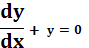 dy/dx + y = 0